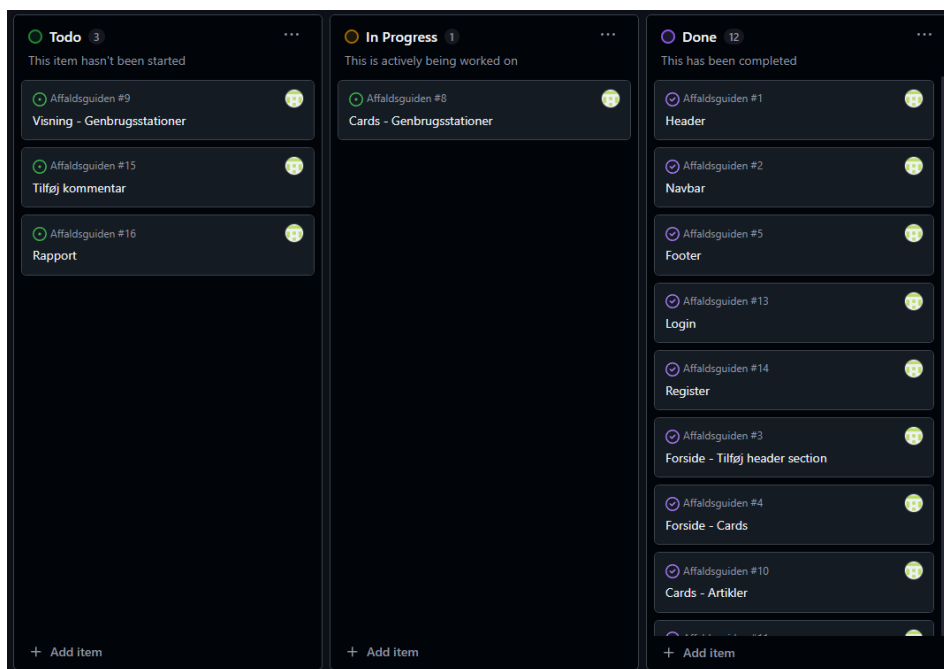 Todo 3
This item hasn't been started
Affaldsguiden #9
Visning - Genbrugsstationer
Affaldsguiden #15
Tilføj kommentar
Affaldsguiden #16
Rapport
+ Add item
In Progress 1
This is actively being worked on
Affaldsguiden #8
Cards - Genbrugsstationer
+ Add item
Done 12
This has been completed
Affaldsguiden #1
Header
Affaldsguiden #2
Navbar
Affaldsguiden #5
Footer
Affaldsguiden #13
Login
Affaldsguiden #14
Register
Affaldsguiden #3
Forside - Tilføj header section
Affaldsguiden #4
Forside - Cards
Affaldsguiden #10
Cards - Artikler
+ Add item